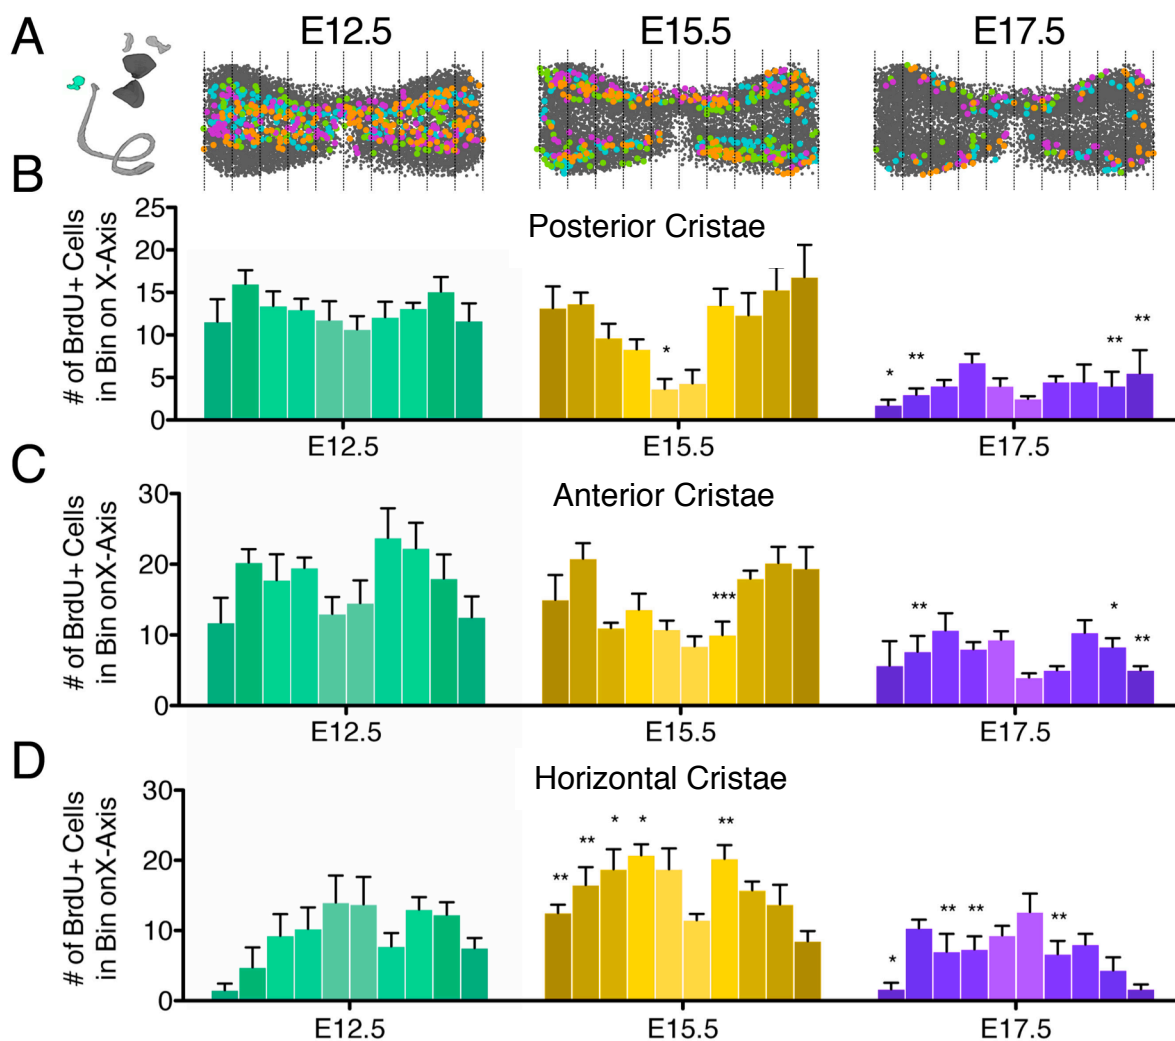 A
E12.5
E15.5
E17.5
B
# of BrdU+ Cells
in Bin on X-Axis
25
20
15
10
5
0
Posterior Cristae
*
*
**
**
**
E12.5
E15.5
E17.5
C
# of BrdU+ Cells
in Bin onX-Axis
30
20
10
0
Anterior Cristae
***
**
*
**
E12.5
E15.5
E17.5
D
# of BrdU+ Cells
in Bin onX-Axis
30
20
10
0
Horizontal Cristae
**
**
*
*
**
*
**
**
**
E12.5
E15.5
E17.5